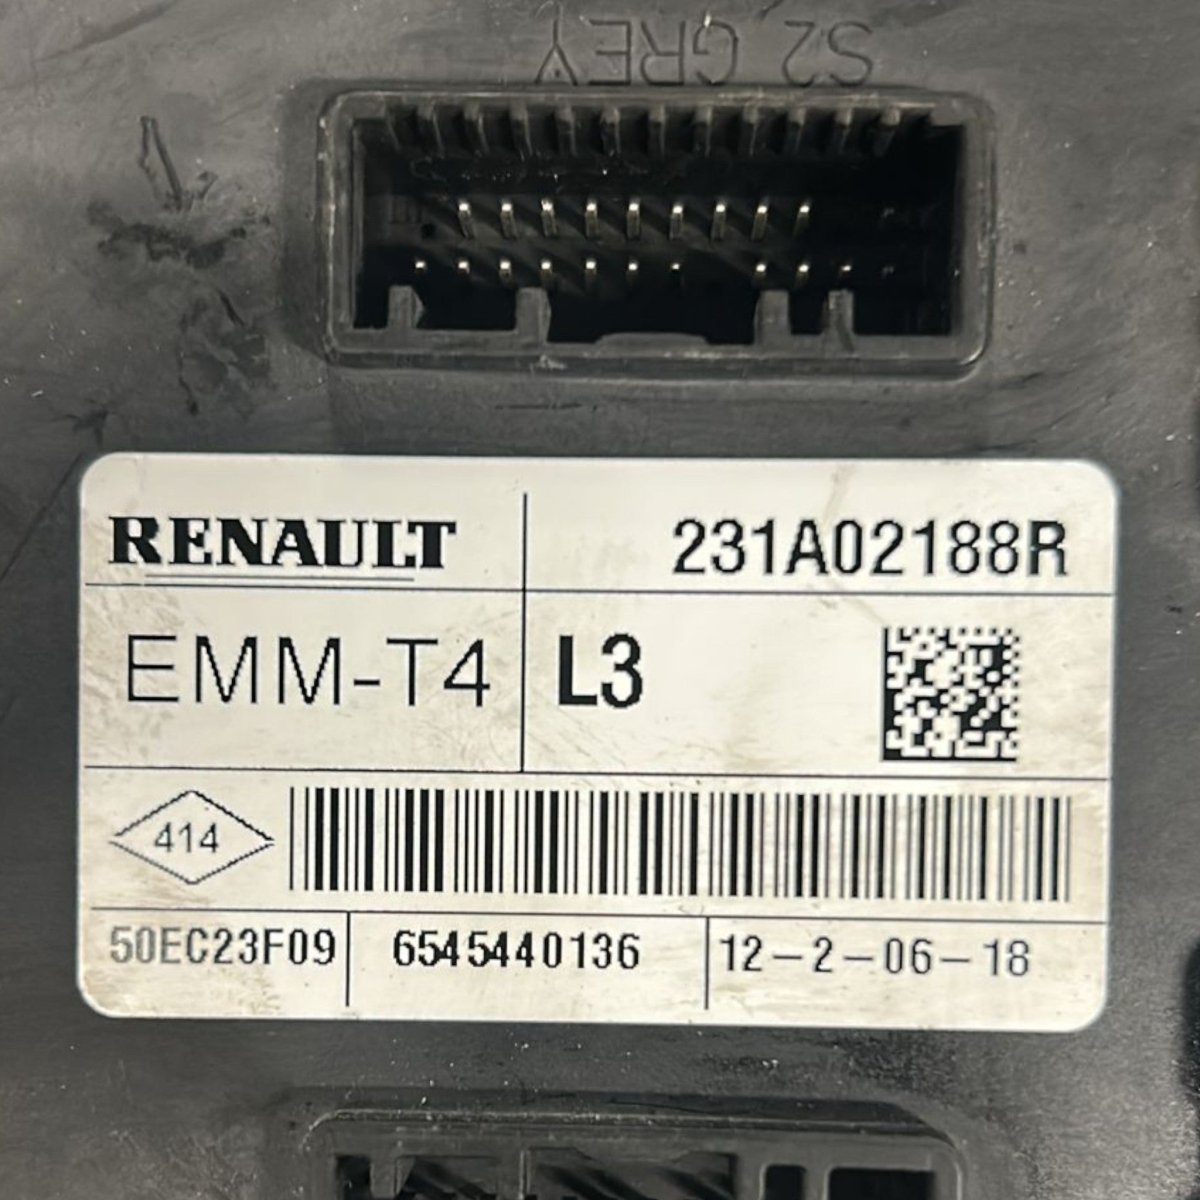 S2 GREY
RENAULT 231A02188R
EMM-T4 L3
414
50EC23F09 6545440136 12-2-06-18